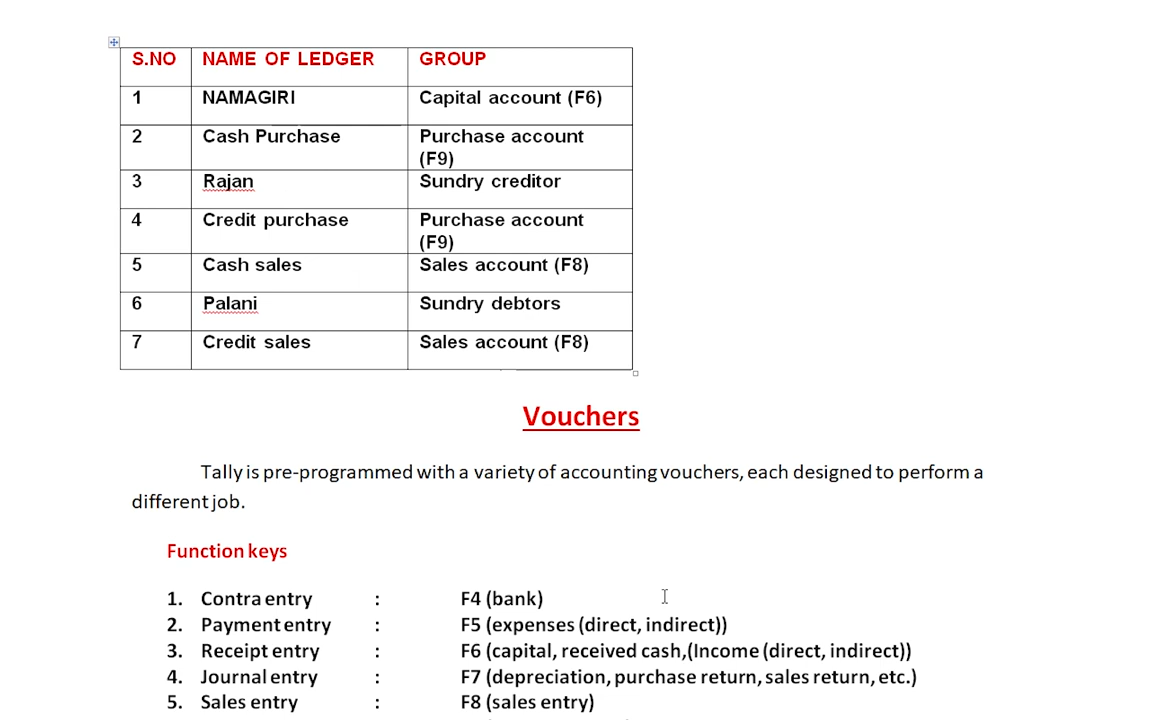 S.NO NAME OF LEDGER GROUP
1 NAMAGIRI Capital account (F6)
2 Cash Purchase Purchase account
(F9)
3 Rajan Sundry creditor
4 Credit purchase Purchase account
(F9)
5 Cash sales Sales account (F8)
6 Palani Sundry debtors
7 Credit sales Sales account (F8)
Vouchers
Tally is pre-programmed with a variety of accounting vouchers, each designed to perform a
different job.
Function keys
1. Contra entry : F4 (bank)
2. Payment entry : F5 (expenses (direct, indirect))
3. Receipt entry : F6 (capital, received cash,(Income (direct, indirect))
4. Journal entry : F7 (depreciation, purchase return, sales return, etc.)
5. Sales entry : F8 (sales entry)